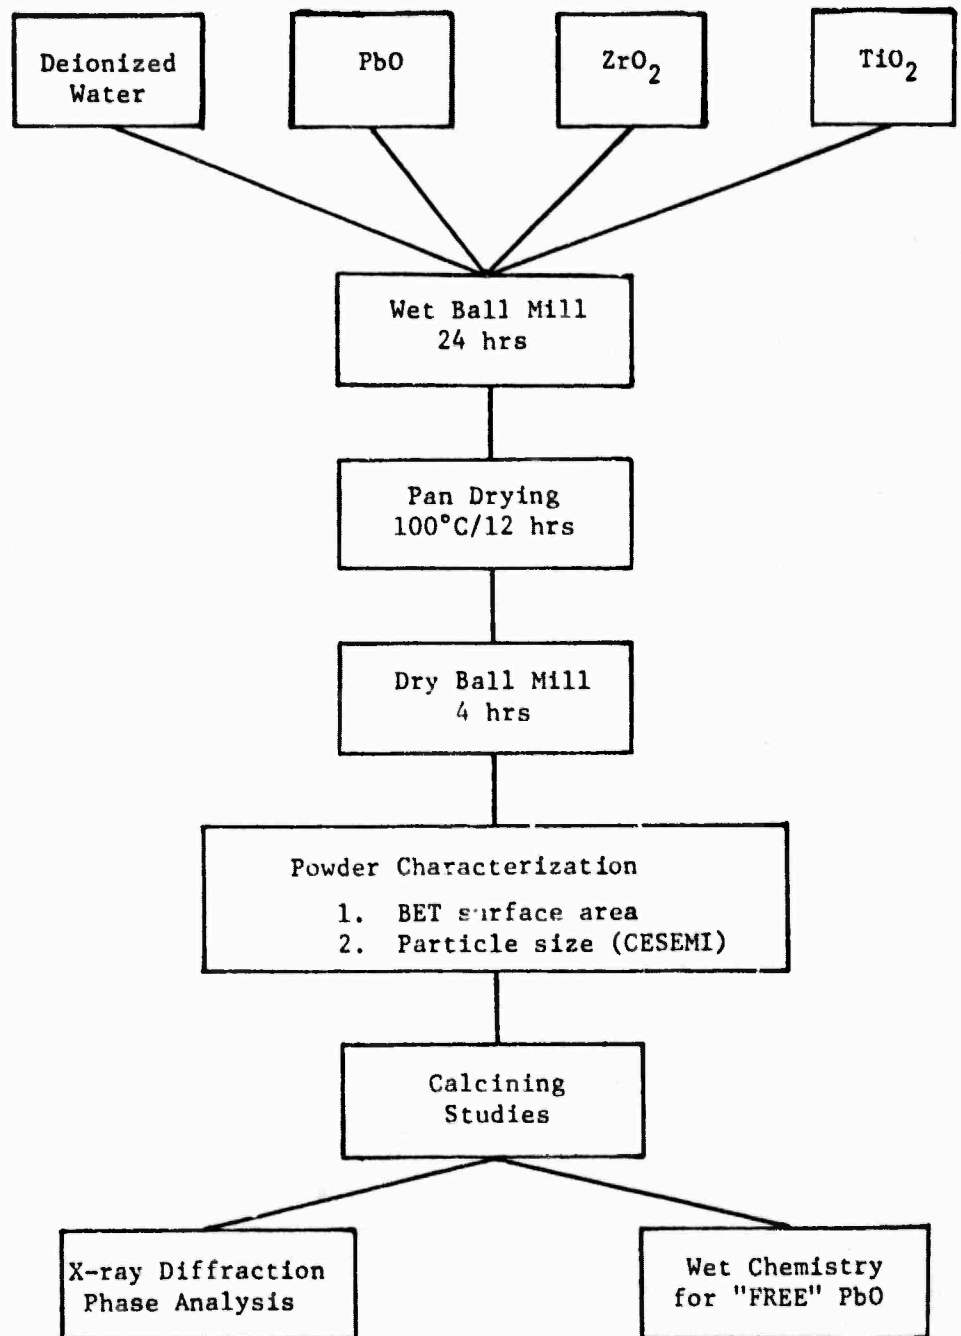 Deionized
Water
PbO
ZrO₂
TiO₂
Wet Ball Mill
24 hrs
Pan Drying
100°C/12 hrs
Dry Ball Mill
4 hrs
Powder Characterization
1. BET surface area
2. Particle size (CESEMI)
Calcining
Studies
X-ray Diffraction
Phase Analysis
Wet Chemistry
for "FREE" PbO